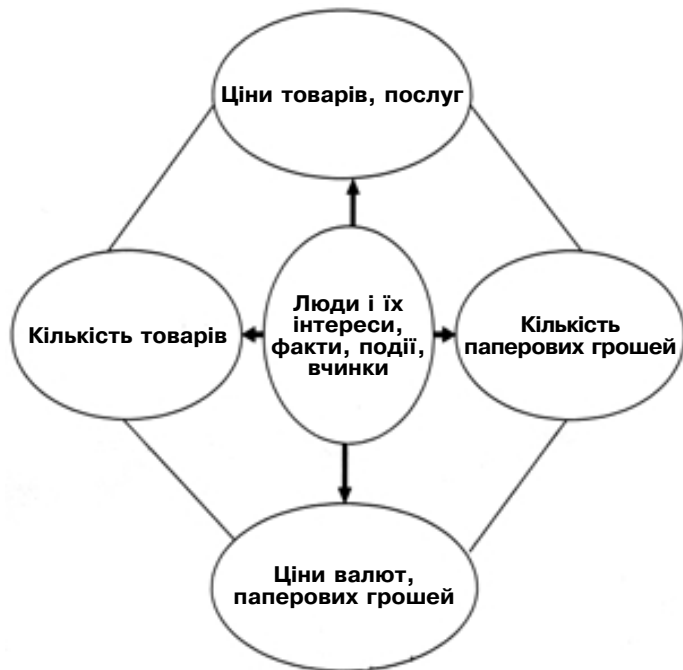 Ціни товарів, послуг
Люди і їх
інтереси,
факти, події,
вчинки
Кількість товарів
Кількість
паперових грошей
Ціни валют,
паперових грошей